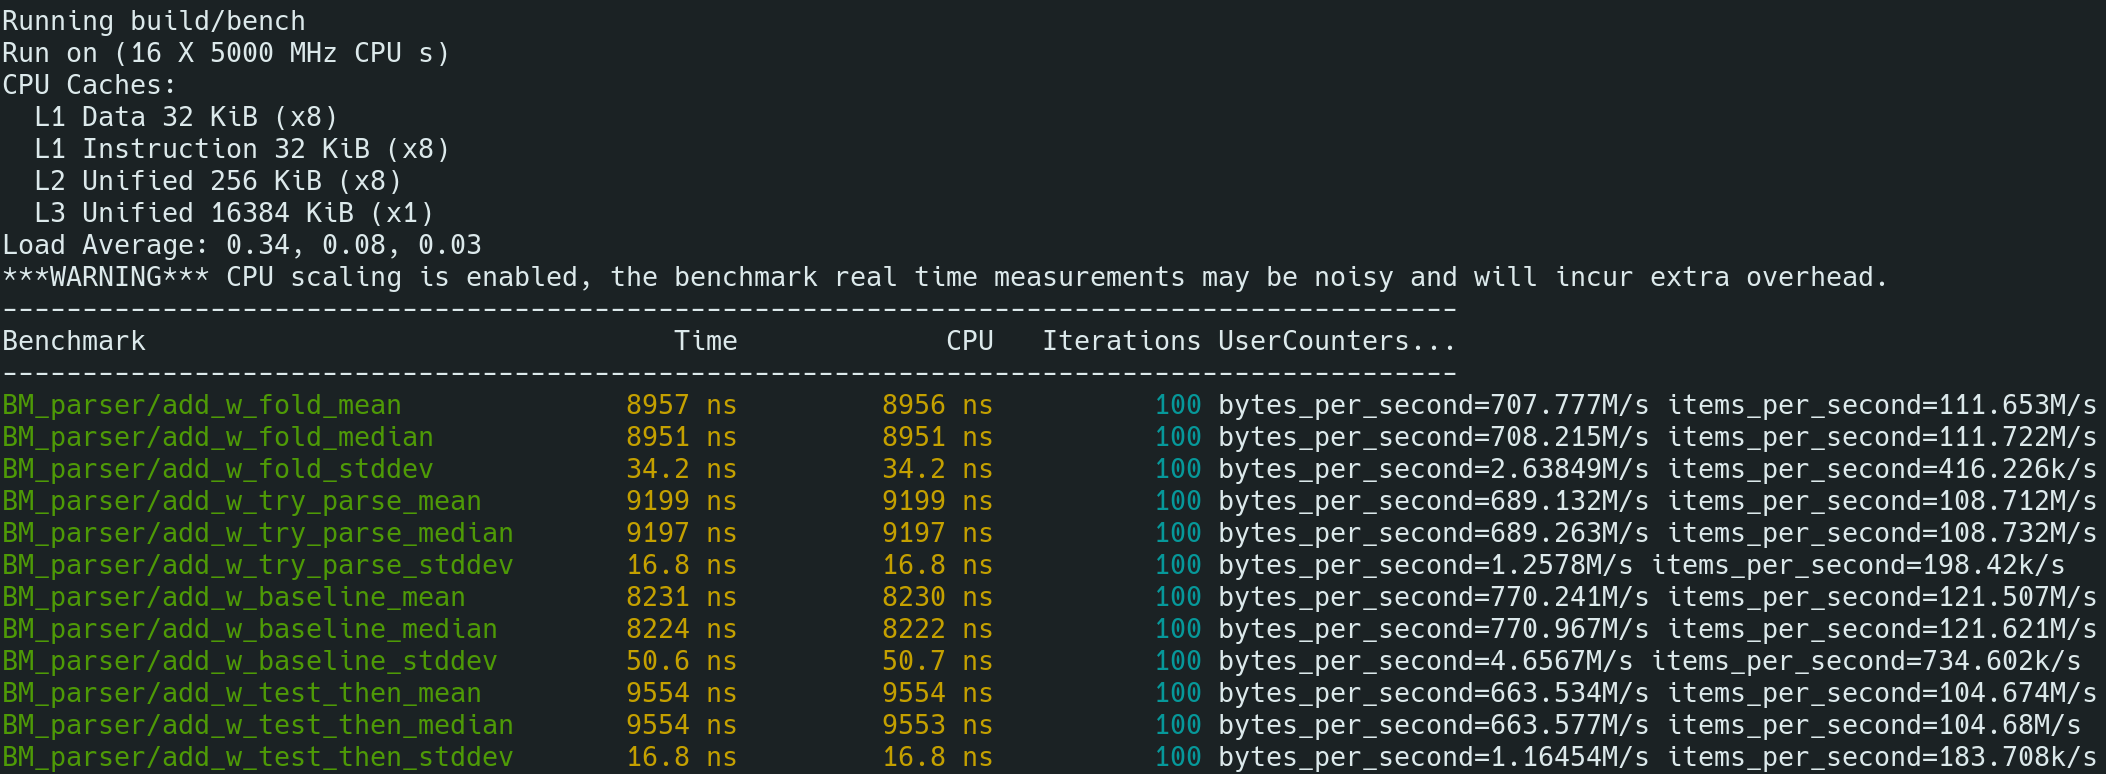 Running build/bench
Run on (16 X 5000 MHz CPU s)
CPU Caches:
  L1 Data 32 KiB (x8)
  L1 Instruction 32 KiB (x8)
  L2 Unified 256 KiB (x8)
  L3 Unified 16384 KiB (x1)
Load Average: 0.34, 0.08, 0.03
***WARNING*** CPU scaling is enabled, the benchmark real time measurements may be noisy and will incur extra overhead.
-------------------------------------------------------------------------------------------
Benchmark                                 Time             CPU   Iterations UserCounters...
-------------------------------------------------------------------------------------------
BM_parser/add_w_fold_mean              8957 ns         8956 ns          100 bytes_per_second=707.777M/s items_per_second=111.653M/s
BM_parser/add_w_fold_median            8951 ns         8951 ns          100 bytes_per_second=708.215M/s items_per_second=111.722M/s
BM_parser/add_w_fold_stddev            34.2 ns         34.2 ns          100 bytes_per_second=2.63849M/s items_per_second=416.226k/s
BM_parser/add_w_try_parse_mean         9199 ns         9199 ns          100 bytes_per_second=689.132M/s items_per_second=108.712M/s
BM_parser/add_w_try_parse_median       9197 ns         9197 ns          100 bytes_per_second=689.263M/s items_per_second=108.732M/s
BM_parser/add_w_try_parse_stddev       16.8 ns         16.8 ns          100 bytes_per_second=1.2578M/s items_per_second=198.42k/s
BM_parser/add_w_baseline_mean          8231 ns         8230 ns          100 bytes_per_second=770.241M/s items_per_second=121.507M/s
BM_parser/add_w_baseline_median        8224 ns         8222 ns          100 bytes_per_second=770.967M/s items_per_second=121.621M/s
BM_parser/add_w_baseline_stddev        50.6 ns         50.7 ns          100 bytes_per_second=4.6567M/s items_per_second=734.602k/s
BM_parser/add_w_test_then_mean         9554 ns         9554 ns          100 bytes_per_second=663.534M/s items_per_second=104.674M/s
BM_parser/add_w_test_then_median       9554 ns         9553 ns          100 bytes_per_second=663.577M/s items_per_second=104.68M/s
BM_parser/add_w_test_then_stddev       16.8 ns         16.8 ns          100 bytes_per_second=1.16454M/s items_per_second=183.708k/s